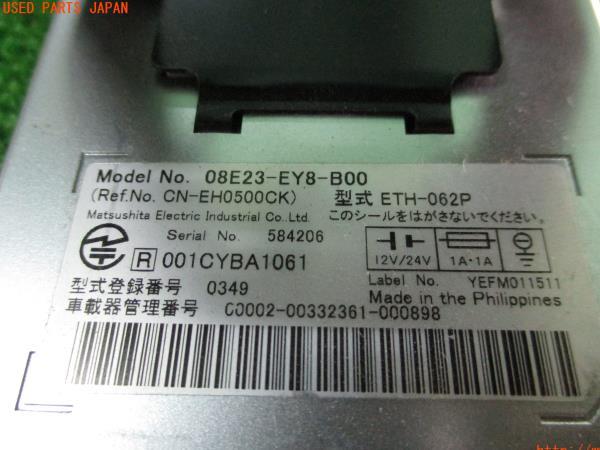 USED PARTS JAPAN
Model No. 08E23-EY8-B00
(Ref.No. CN-EH0500CK) 型式 ETH-062P
Matsushita Electric Industrial Co.,Ltd. このシールをはがさないでください。
Serial No. 584206
12V/24V 1A・1A
R 001CYBA1061
Label No. YEFM011511
型式登録番号 0349 Made in the Philippines
車載器管理番号 C0002-00332361-000898